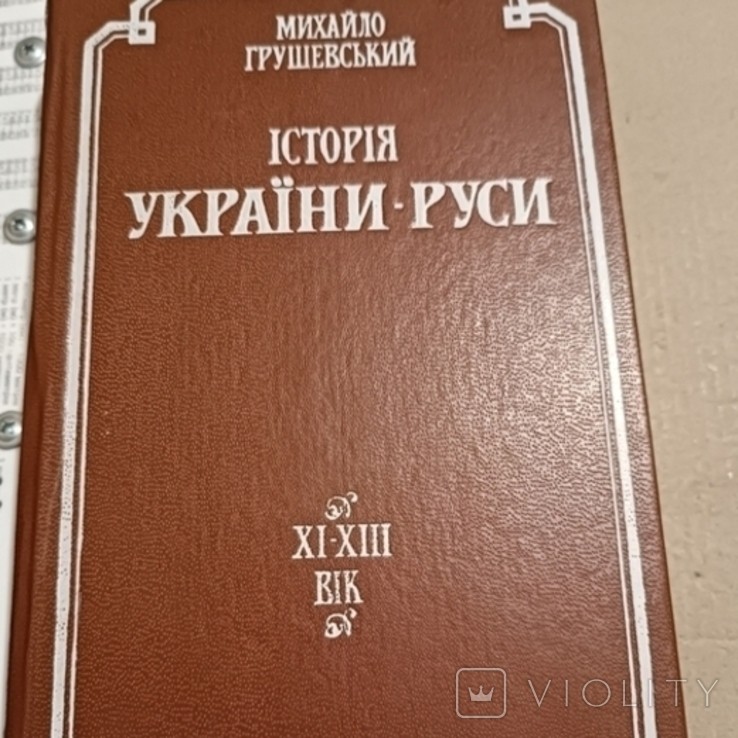 МИХАЙЛО
ГРУШЕВСЬКИЙ
ІСТОРІЯ
УКРАЇНИ-РУСИ
XI-XIII
ВІК
VIOLITY